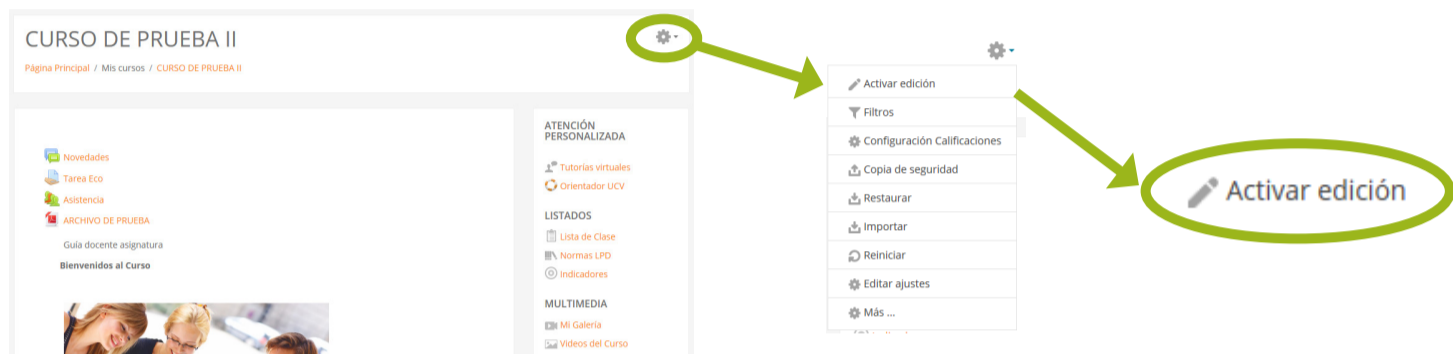 CURSO DE PRUEBA II
Página Principal / Mis cursos / CURSO DE PRUEBA II
Novedades
Tarea Eco
Asistencia
ARCHIVO DE PRUEBA
Guía docente asignatura
Bienvenidos al Curso
ATENCIÓN
PERSONALIZADA
Tutorías virtuales
Orientador UCV
LISTADOS
Lista de Clase
Normas LPD
Indicadores
MULTIMEDIA
Mi Galería
Videos del Curso
Activar edición
Filtros
Configuración Calificaciones
Copia de seguridad
Restaurar
Importar
Reiniciar
Editar ajustes
Más ...
Activar edición